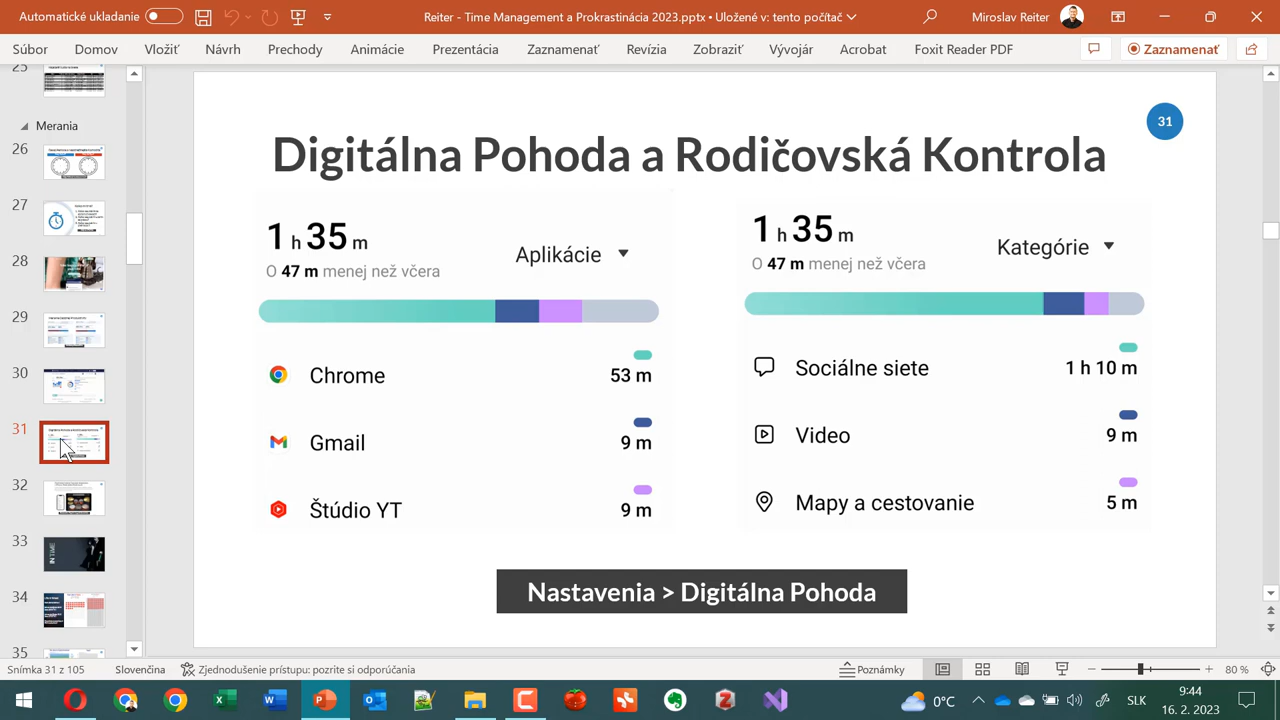 Automatické ukladanie
Reiter - Time Management a Prokrastinácia 2023.pptx • Uložené v: tento počítač
Miroslav Reiter
Súbor Domov Vložiť Návrh Prechody Animácie Prezentácia Zaznamenať Revízia Zobraziť Vývojár Acrobat Foxit Reader PDF Zaznamenať
25
Merania
26
27
28
29
30
31
32
33
34
35
31
Digitálna Pohoda a Rodičovská kontrola
1 h 35 m
Aplikácie
O 47 m menej než včera
Chrome 53 m
Gmail 9 m
Štúdio YT 9 m
1 h 35 m
Kategórie
O 47 m menej než včera
Sociálne siete 1 h 10 m
Video 9 m
Mapy a cestovanie 5 m
Nastavenia > Digitálna Pohoda
Snímka 31 z 105 Slovenčina Zjednodušenie prístupu: pozrite si odporúčania Poznámky 80 %
0°C SLK 9:44
16. 2. 2023